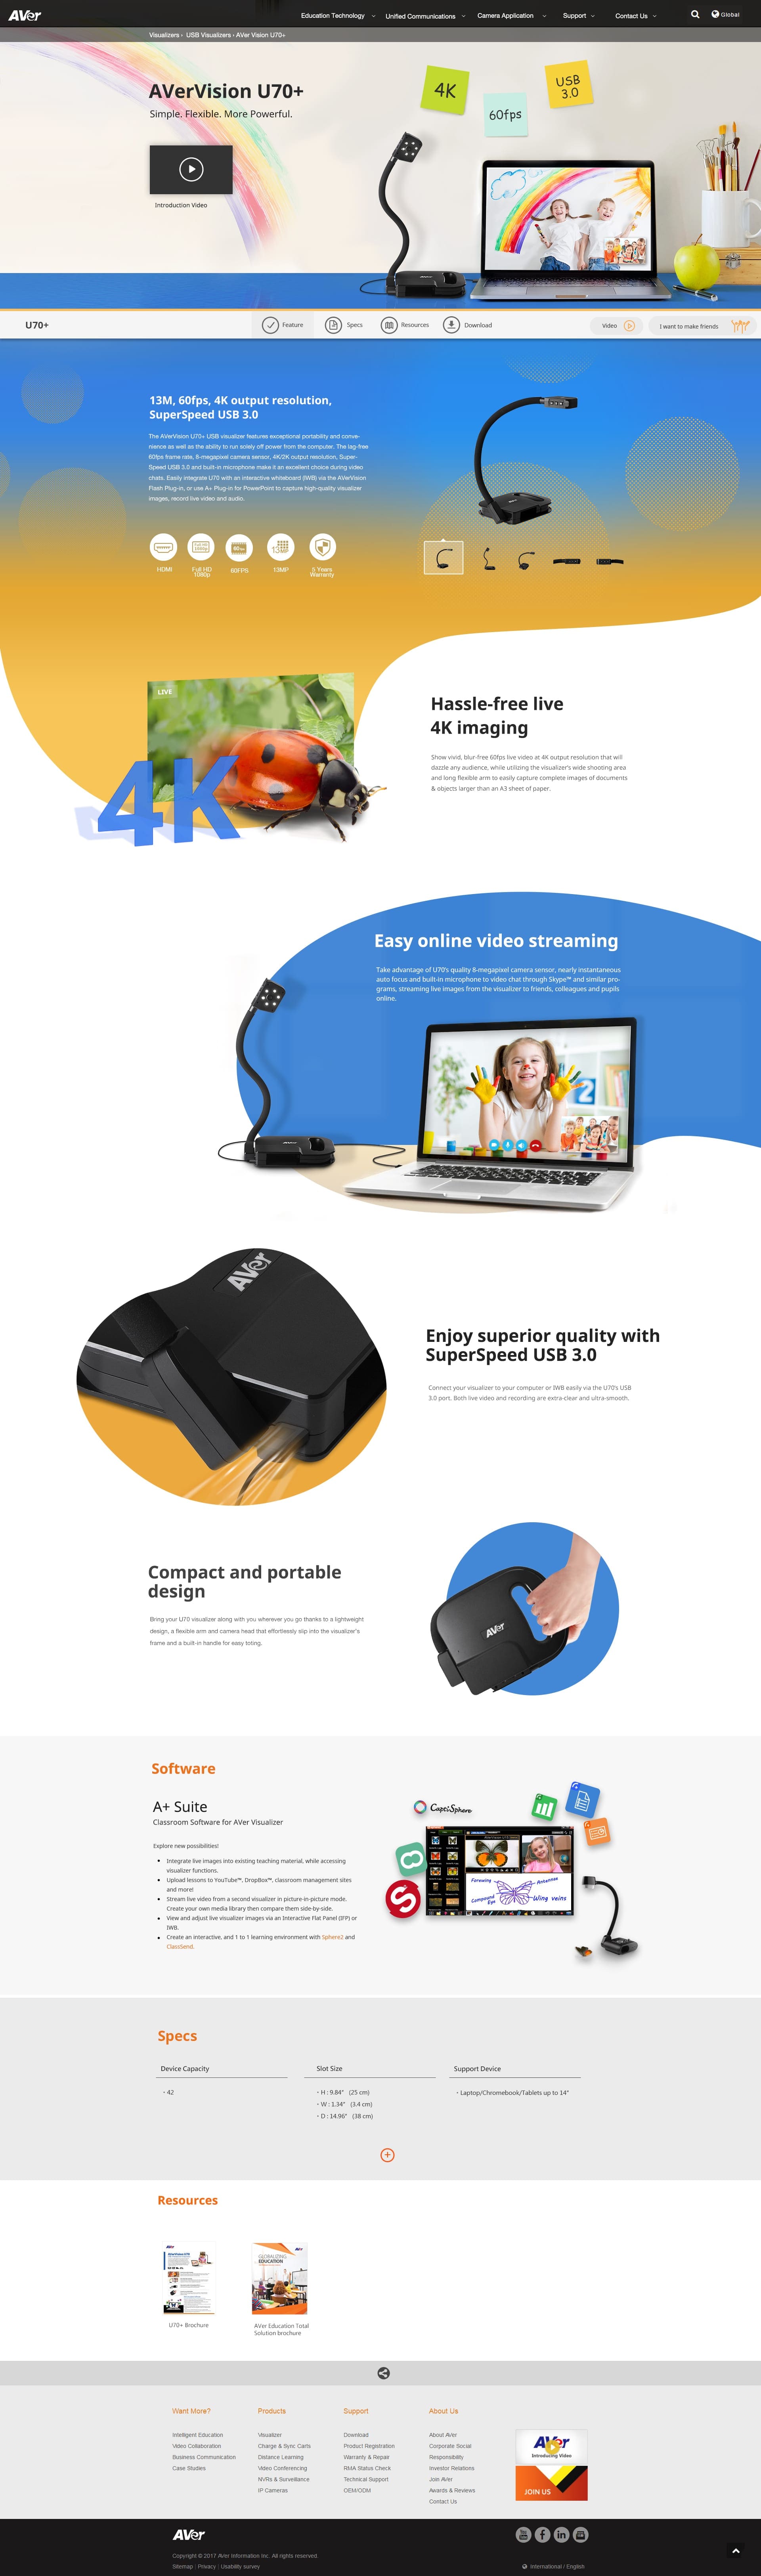 AVer
Education Technology
Unified Communications
Camera Application
Support
Contact Us
Global
Visualizers › USB Visualizers › AVer Vision U70+
AVerVision U70+
Simple. Flexible. More Powerful.
Introduction Video
4K
60fps
USB
3.0
U70+
Feature
Specs
Resources
Download
Video
I want to make friends
13M, 60fps, 4K output resolution,
SuperSpeed USB 3.0
The AVerVision U70+ USB visualizer features exceptional portability and conve-
nience as well as the ability to run solely off power from the computer. The lag-free
60fps frame rate, 8-megapixel camera sensor, 4K/2K output resolution, Super-
Speed USB 3.0 and built-in microphone make it an excellent choice during video
chats. Easily integrate U70 with an interactive whiteboard (IWB) via the AVerVision
Flash Plug-in, or use A+ Plug-in for PowerPoint to capture high-quality visualizer
images, record live video and audio.
HDMI
Full HD
1080p
60FPS
13MP
5 Years
Warranty
LIVE
4K
Hassle-free live
4K imaging
Show vivid, blur-free 60fps live video at 4K output resolution that will
dazzle any audience, while utilizing the visualizer's wide shooting area
and long flexible arm to easily capture complete images of documents
& objects larger than an A3 sheet of paper.
Easy online video streaming
Take advantage of U70's quality 8-megapixel camera sensor, nearly instantaneous
auto focus and built-in microphone to video chat through Skype™ and similar pro-
grams, streaming live images from the visualizer to friends, colleagues and pupils
online.
AVer
Enjoy superior quality with
SuperSpeed USB 3.0
Connect your visualizer to your computer or IWB easily via the U70's USB
3.0 port. Both live video and recording are extra-clear and ultra-smooth.
Compact and portable
design
Bring your U70 visualizer along with you wherever you go thanks to a lightweight
design, a flexible arm and camera head that effortlessly slip into the visualizer's
frame and a built-in handle for easy toting.
AVer
Software
A+ Suite
Classroom Software for AVer Visualizer
Explore new possibilities!
• Integrate live images into existing teaching material, while accessing
visualizer functions.
• Upload lessons to YouTube™, DropBox™, classroom management sites
and more!
• Stream live video from a second visualizer in picture-in-picture mode.
Create your own media library then compare them side-by-side.
• View and adjust live visualizer images via an Interactive Flat Panel (IFP) or
IWB.
• Create an interactive, and 1 to 1 learning environment with Sphere2 and
ClassSend.
CaptiSphere
Forewing
Antennae
Compound
Eye
Wing veins
Specs
Device Capacity
・42
Slot Size
・H : 9.84" (25 cm)
・W : 1.34" (3.4 cm)
・D : 14.96" (38 cm)
Support Device
・Laptop/Chromebook/Tablets up to 14"
Resources
GLOBALIZING
EDUCATION
U70+ Brochure
AVer Education Total
Solution brochure
Want More?
Intelligent Education
Video Collaboration
Business Communication
Case Studies
Products
Visualizer
Charge & Sync Carts
Distance Learning
Video Conferencing
NVRs & Surveillance
IP Cameras
Support
Download
Product Registration
Warranty & Repair
RMA Status Check
Technical Support
OEM/ODM
About Us
About AVer
Corporate Social
Responsibility
Investor Relations
Join AVer
Awards & Reviews
Contact Us
AVer
Introducing Video
JOIN US
AVer
Copyright © 2017 AVer Information Inc. All rights reserved.
Sitemap | Privacy | Usability survey
International / English